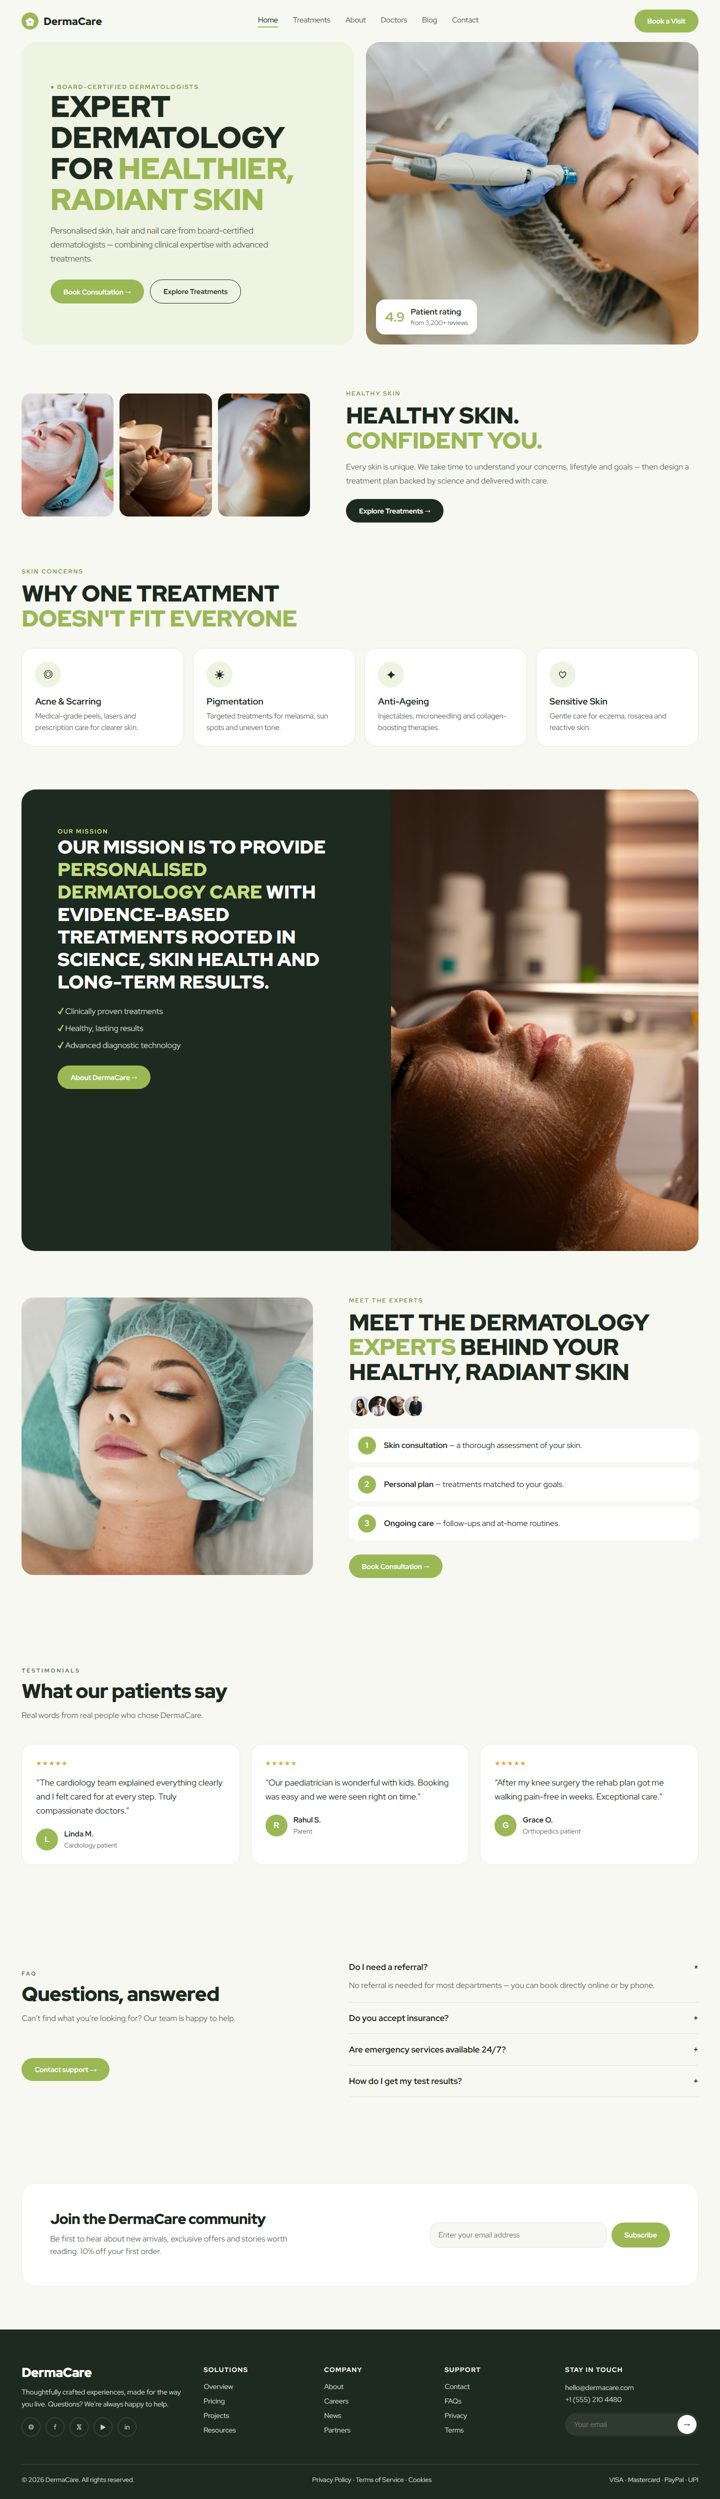 DermaCare
Home Treatments About Doctors Blog Contact
Book a Visit
• BOARD-CERTIFIED DERMATOLOGISTS
EXPERT
DERMATOLOGY
FOR HEALTHIER,
RADIANT SKIN
Personalised skin, hair and nail care from board-certified
dermatologists — combining clinical expertise with advanced
treatments.
Book Consultation →
Explore Treatments
4.9
Patient rating
from 3,200+ reviews
HEALTHY SKIN
HEALTHY SKIN.
CONFIDENT YOU.
Every skin is unique. We take time to understand your concerns, lifestyle and goals — then design a
treatment plan backed by science and delivered with care.
Explore Treatments →
SKIN CONCERNS
WHY ONE TREATMENT
DOESN'T FIT EVERYONE
Acne & Scarring
Medical-grade peels, lasers and
prescription care for clearer skin.
Pigmentation
Targeted treatments for melasma, sun
spots and uneven tone.
Anti-Ageing
Injectables, microneedling and collagen-
boosting therapies.
Sensitive Skin
Gentle care for eczema, rosacea and
reactive skin.
OUR MISSION
OUR MISSION IS TO PROVIDE
PERSONALISED
DERMATOLOGY CARE WITH
EVIDENCE-BASED
TREATMENTS ROOTED IN
SCIENCE, SKIN HEALTH AND
LONG-TERM RESULTS.
✓ Clinically proven treatments
✓ Healthy, lasting results
✓ Advanced diagnostic technology
About DermaCare →
MEET THE EXPERTS
MEET THE DERMATOLOGY
EXPERTS BEHIND YOUR
HEALTHY, RADIANT SKIN
1 Skin consultation — a thorough assessment of your skin.
2 Personal plan — treatments matched to your goals.
3 Ongoing care — follow-ups and at-home routines.
Book Consultation →
TESTIMONIALS
What our patients say
Real words from real people who chose DermaCare.
★★★★★
"The cardiology team explained everything clearly
and I felt cared for at every step. Truly
compassionate doctors."
L
Linda M.
Cardiology patient
★★★★★
"Our paediatrician is wonderful with kids. Booking
was easy and we were seen right on time."
R
Rahul S.
Parent
★★★★★
"After my knee surgery the rehab plan got me
walking pain-free in weeks. Exceptional care."
G
Grace O.
Orthopedics patient
FAQ
Questions, answered
Can't find what you're looking for? Our team is happy to help.
Contact support →
Do I need a referral?
No referral is needed for most departments — you can book directly online or by phone.
Do you accept insurance? +
Are emergency services available 24/7? +
How do I get my test results? +
Join the DermaCare community
Be first to hear about new arrivals, exclusive offers and stories worth
reading. 10% off your first order.
Enter your email address
Subscribe
DermaCare
Thoughtfully crafted experiences, made for the way
you live. Questions? We're always happy to help.
f X ▶ in
SOLUTIONS
Overview
Pricing
Projects
Resources
COMPANY
About
Careers
News
Partners
SUPPORT
Contact
FAQs
Privacy
Terms
STAY IN TOUCH
hello@dermacare.com
+1 (555) 210 4480
Your email →
© 2026 DermaCare. All rights reserved.
Privacy Policy · Terms of Service · Cookies
VISA · Mastercard · PayPal · UPI